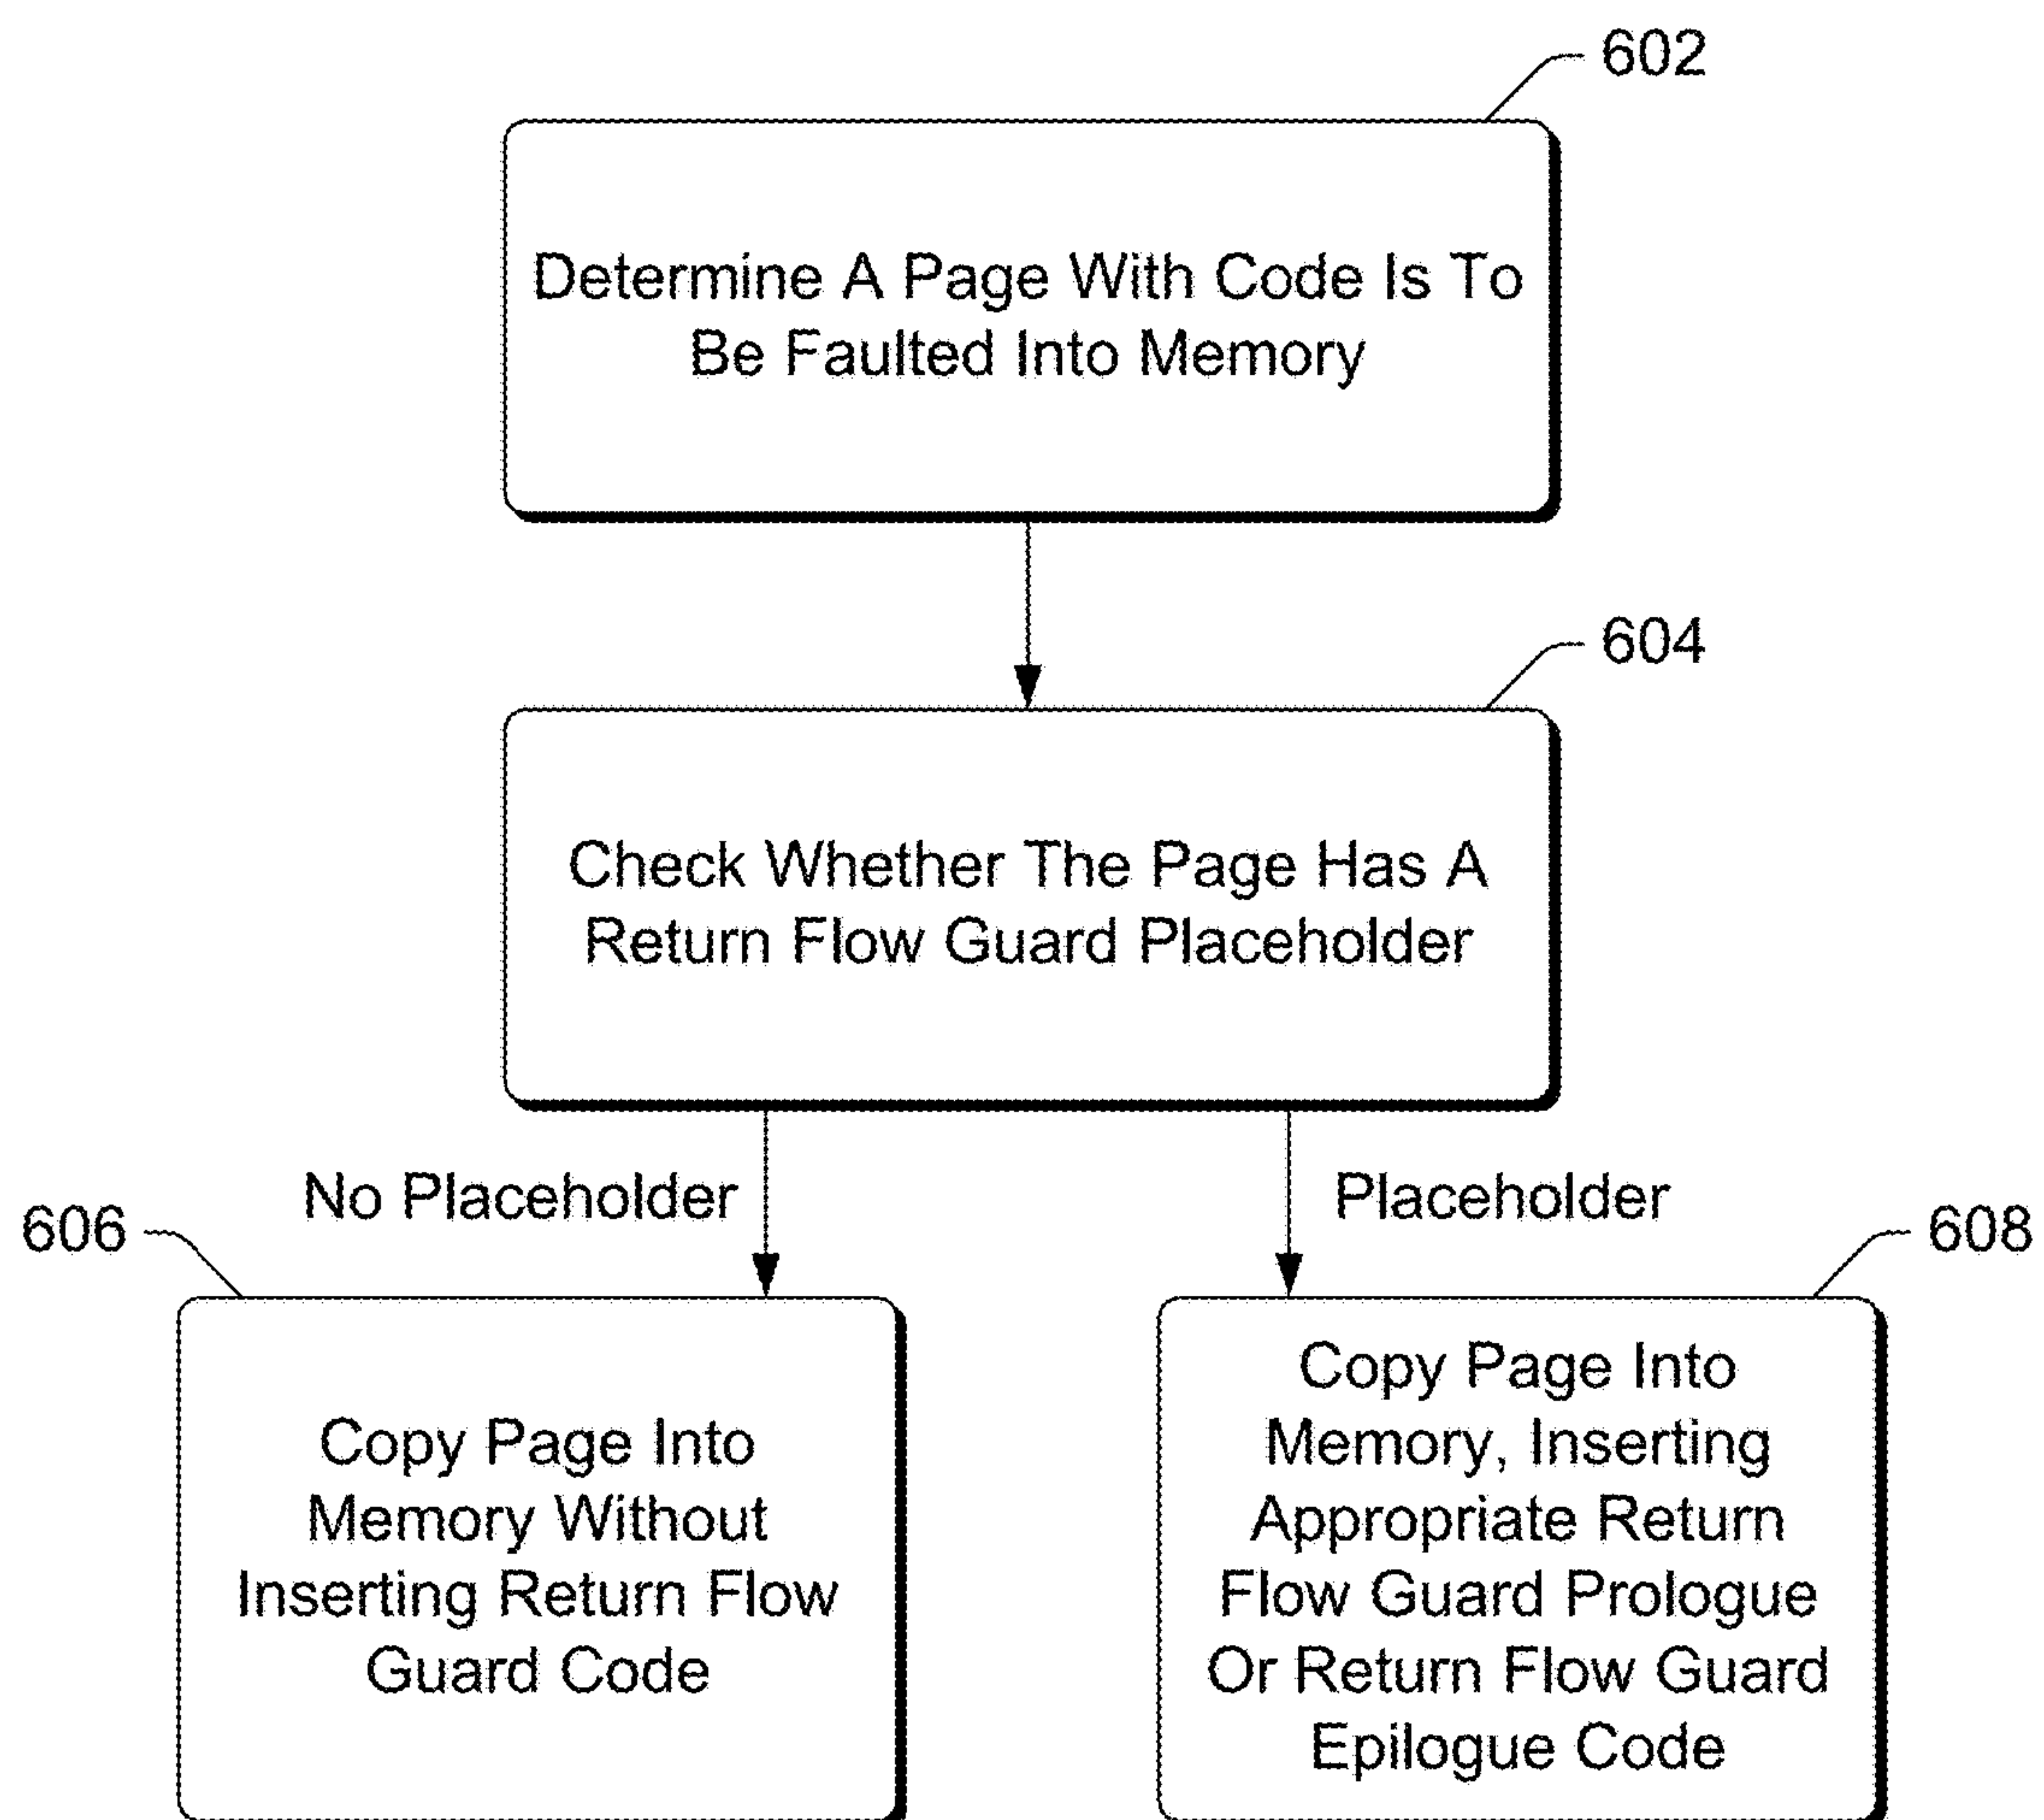 602
Determine A Page With Code Is To
Be Faulted Into Memory
604
Check Whether The Page Has A
Return Flow Guard Placeholder
No Placeholder
Placeholder
606
608
Copy Page Into
Memory Without
Inserting Return Flow
Guard Code
Copy Page Into
Memory, Inserting
Appropriate Return
Flow Guard Prologue
Or Return Flow Guard
Epilogue Code